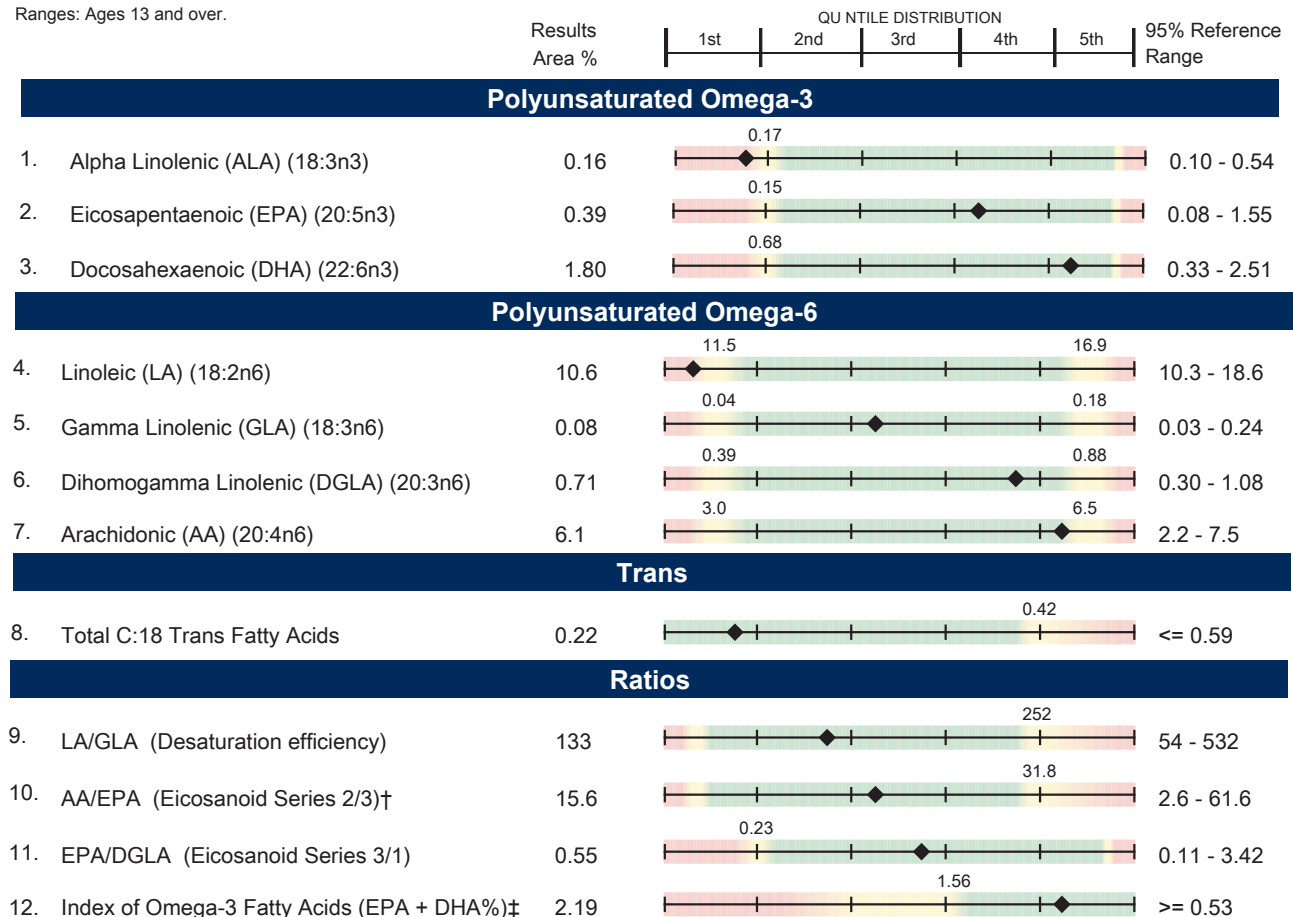 Ranges: Ages 13 and over.
Results
Area %
QU NTILE DISTRIBUTION
1st 2nd 3rd 4th 5th
95% Reference
Range
Polyunsaturated Omega-3
0.17
1. Alpha Linolenic (ALA) (18:3n3) 0.16 0.10 - 0.54
0.15
2. Eicosapentaenoic (EPA) (20:5n3) 0.39 0.08 - 1.55
0.68
3. Docosahexaenoic (DHA) (22:6n3) 1.80 0.33 - 2.51
Polyunsaturated Omega-6
11.5 16.9
4. Linoleic (LA) (18:2n6) 10.6 10.3 - 18.6
0.04 0.18
5. Gamma Linolenic (GLA) (18:3n6) 0.08 0.03 - 0.24
0.39 0.88
6. Dihomogamma Linolenic (DGLA) (20:3n6) 0.71 0.30 - 1.08
3.0 6.5
7. Arachidonic (AA) (20:4n6) 6.1 2.2 - 7.5
Trans
0.42
8. Total C:18 Trans Fatty Acids 0.22 <= 0.59
Ratios
252
9. LA/GLA (Desaturation efficiency) 133 54 - 532
31.8
10. AA/EPA (Eicosanoid Series 2/3)† 15.6 2.6 - 61.6
0.23
11. EPA/DGLA (Eicosanoid Series 3/1) 0.55 0.11 - 3.42
1.56
12. Index of Omega-3 Fatty Acids (EPA + DHA%)‡ 2.19 >= 0.53